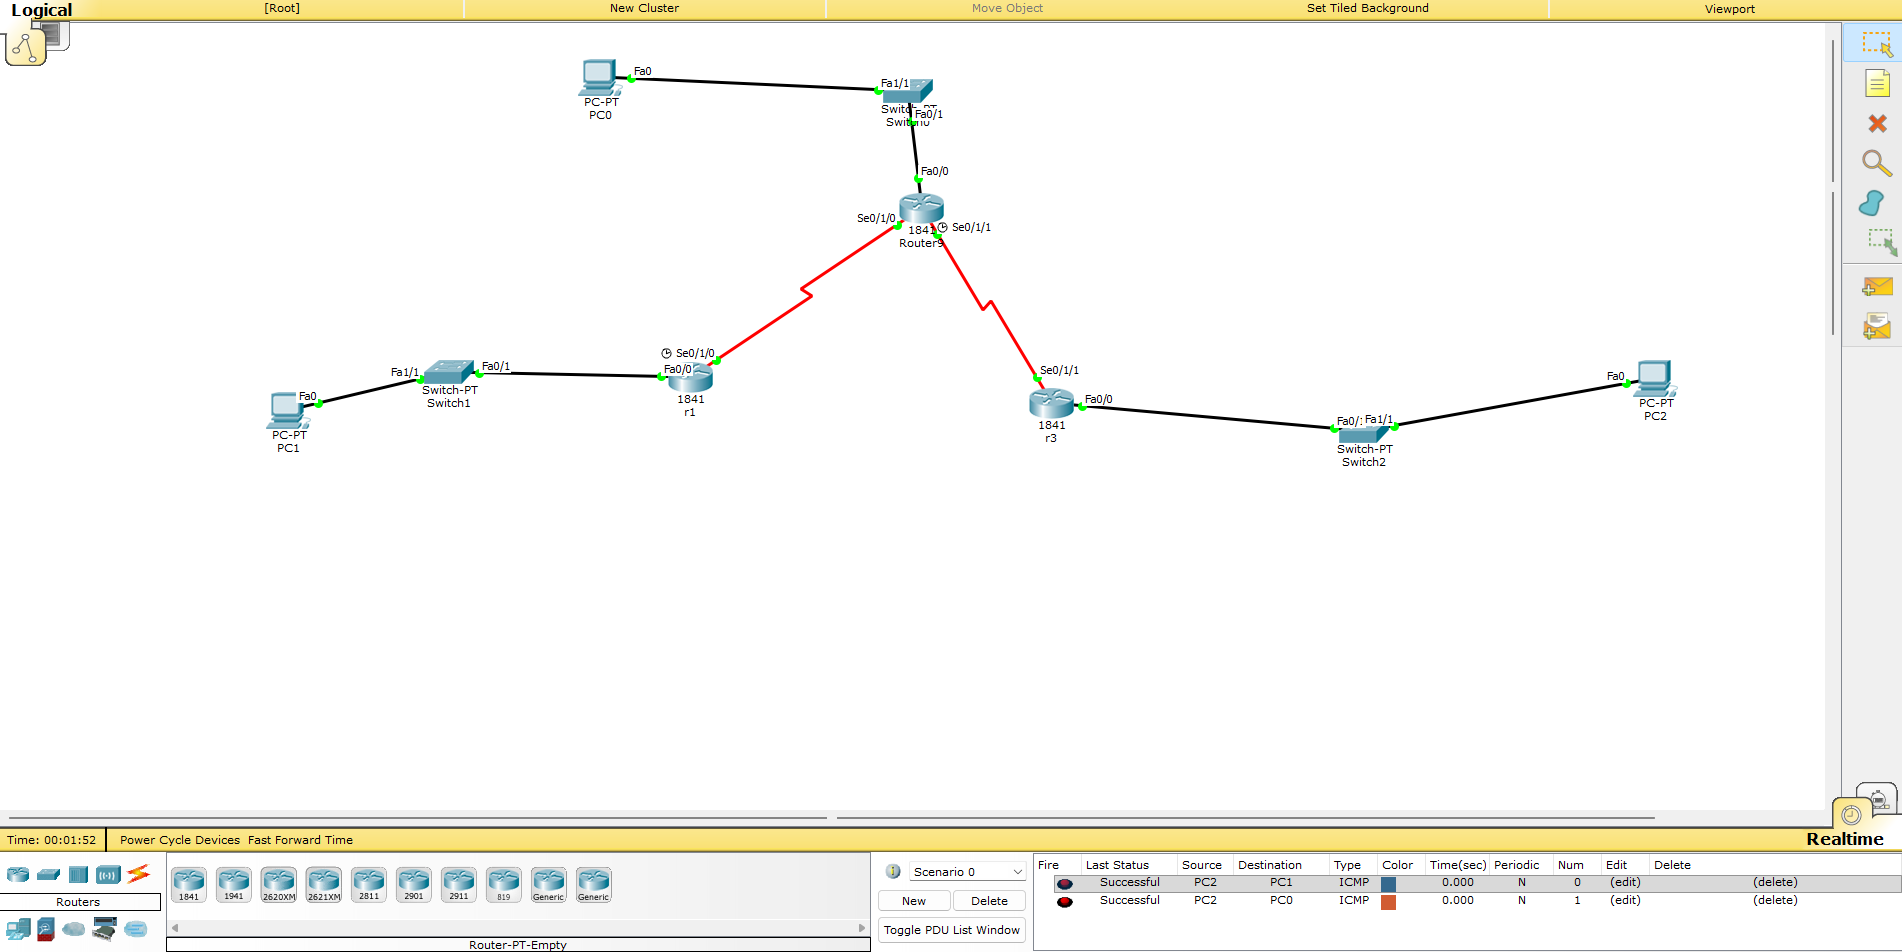 Logical
[Root]
New Cluster
Move Object
Set Tiled Background
Viewport
Fa0
PC-PT
PC0
Fa1/1
Fa0/1
Fa0/0
Se0/1/0
Se0/1/1
1841
Router9
Se0/1/0
Fa0/0
1841
r1
Fa1/1
Fa0/1
Switch-PT
Switch1
Fa0
PC-PT
PC1
Se0/1/1
Fa0/0
1841
r3
Fa1/1
Switch-PT
Switch2
Fa0
PC-PT
PC2
Time: 00:01:52
Power Cycle Devices Fast Forward Time
Realtime
Routers
1841
1941
2620XM
2621XM
2811
2901
2911
819
Generic
Generic
Router-PT-Empty
Scenario 0
New
Delete
Toggle PDU List Window
Fire Last Status Source Destination Type Color Time(sec) Periodic Num Edit Delete
Successful PC2 PC1 ICMP 0.000 N 0 (edit) (delete)
Successful PC2 PC0 ICMP 0.000 N 1 (edit) (delete)